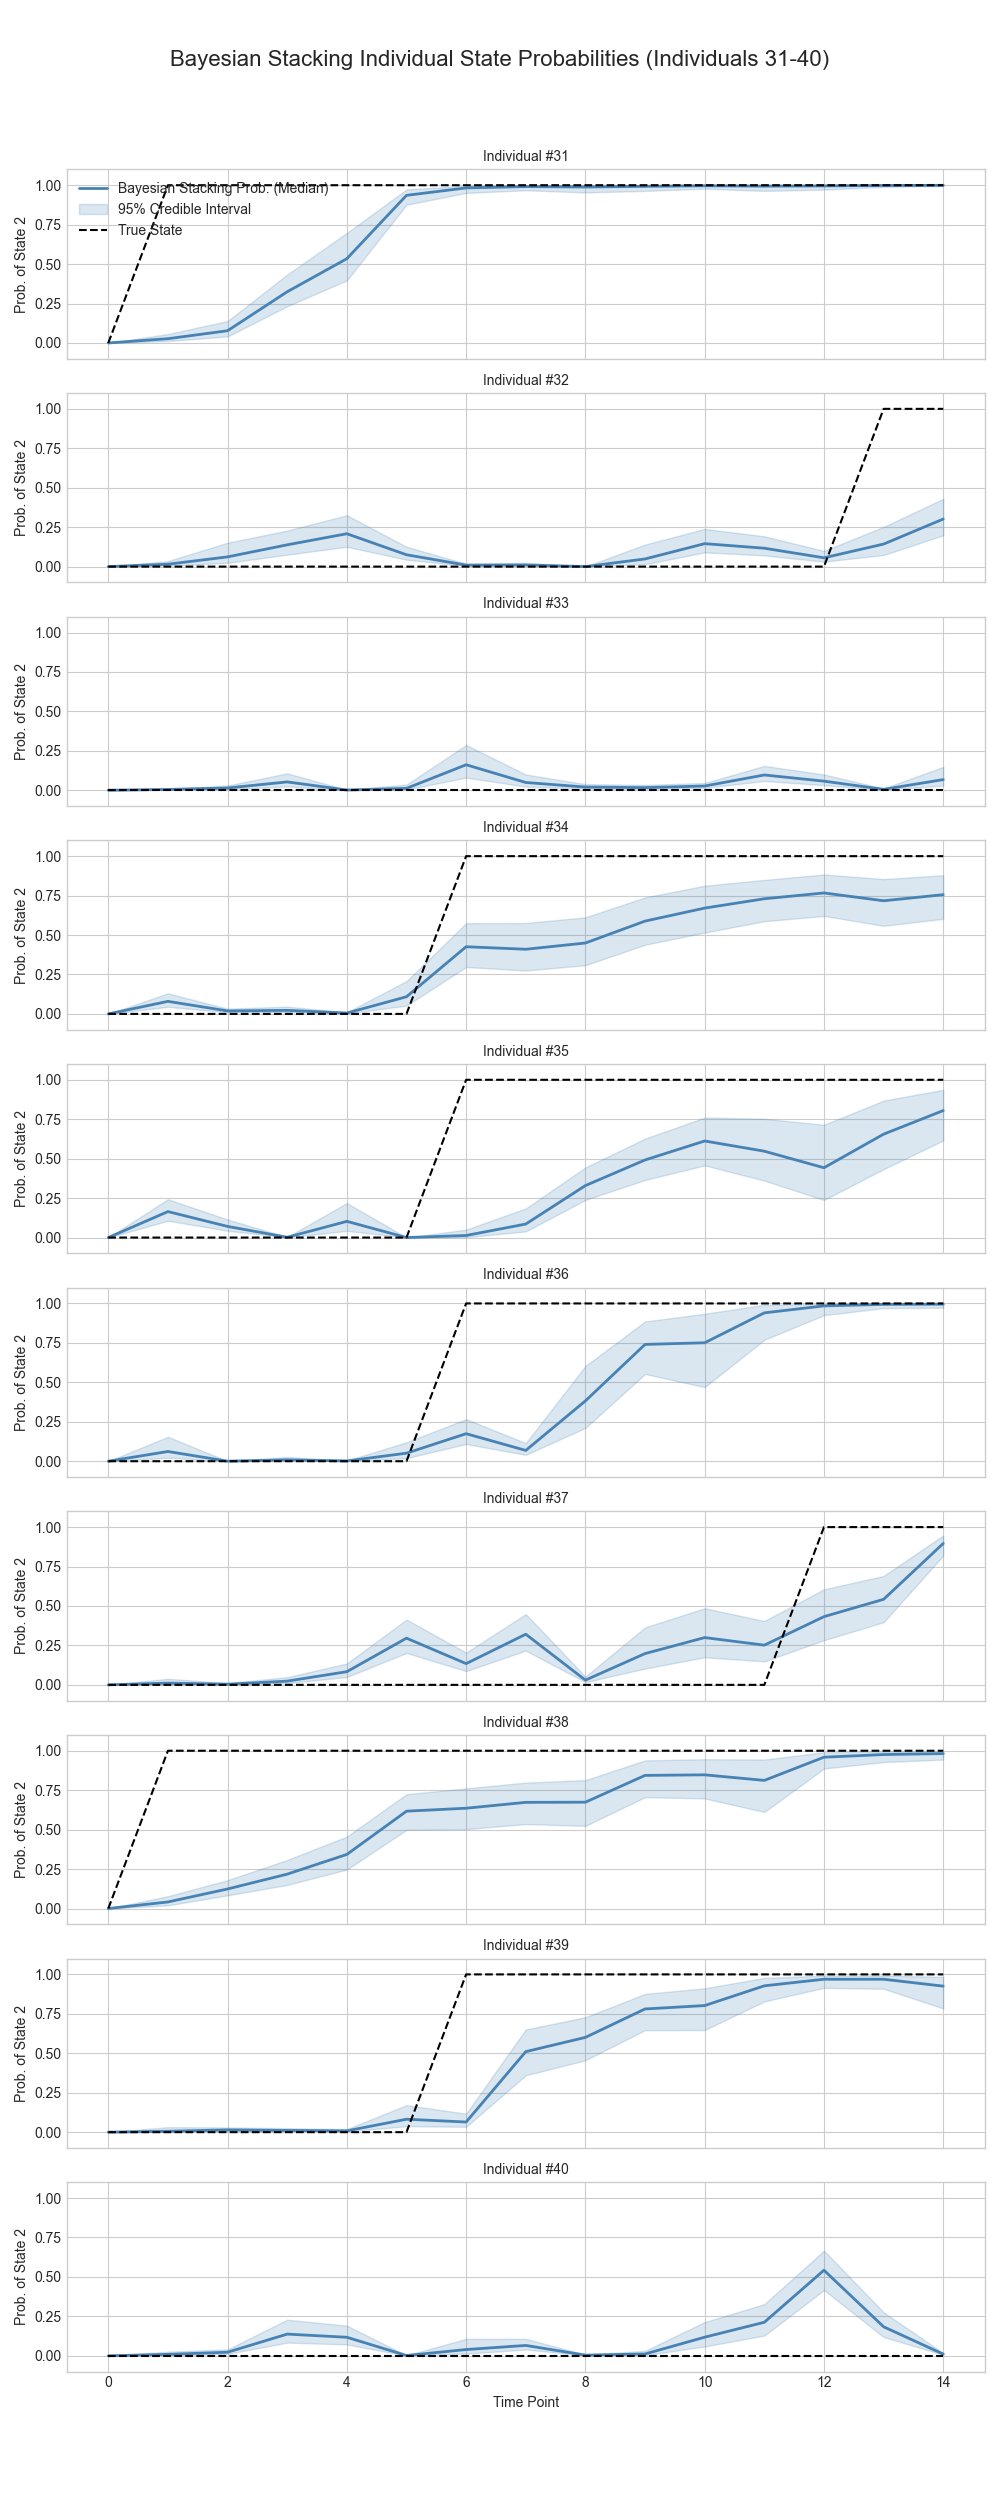 Bayesian Stacking Individual State Probabilities (Individuals 31-40)
Individual #31
Bayesian Stacking Prob. (Median)
95% Credible Interval
True State
Prob. of State 2
1.00
0.75
0.50
0.25
0.00
Individual #32
Prob. of State 2
1.00
0.75
0.50
0.25
0.00
Individual #33
Prob. of State 2
1.00
0.75
0.50
0.25
0.00
Individual #34
Prob. of State 2
1.00
0.75
0.50
0.25
0.00
Individual #35
Prob. of State 2
1.00
0.75
0.50
0.25
0.00
Individual #36
Prob. of State 2
1.00
0.75
0.50
0.25
0.00
Individual #37
Prob. of State 2
1.00
0.75
0.50
0.25
0.00
Individual #38
Prob. of State 2
1.00
0.75
0.50
0.25
0.00
Individual #39
Prob. of State 2
1.00
0.75
0.50
0.25
0.00
Individual #40
Prob. of State 2
1.00
0.75
0.50
0.25
0.00
0 2 4 6 8 10 12 14
Time Point